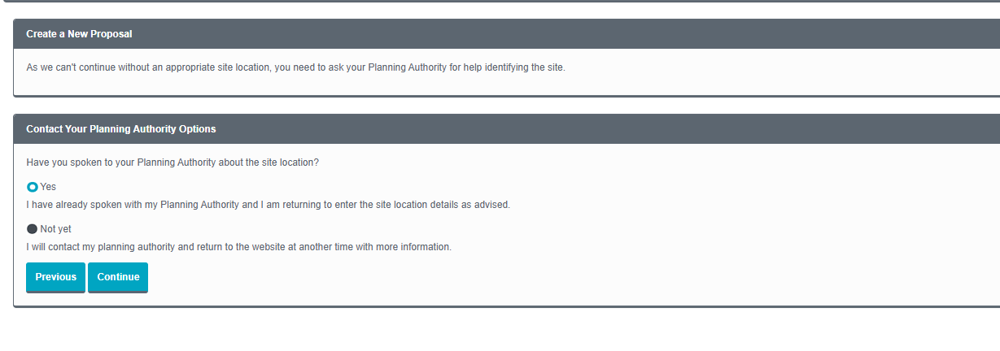 Create a New Proposal
As we can't continue without an appropriate site location, you need to ask your Planning Authority for help identifying the site.
Contact Your Planning Authority Options
Have you spoken to your Planning Authority about the site location?
Yes
I have already spoken with my Planning Authority and I am returning to enter the site location details as advised.
Not yet
I will contact my planning authority and return to the website at another time with more information.
Previous Continue